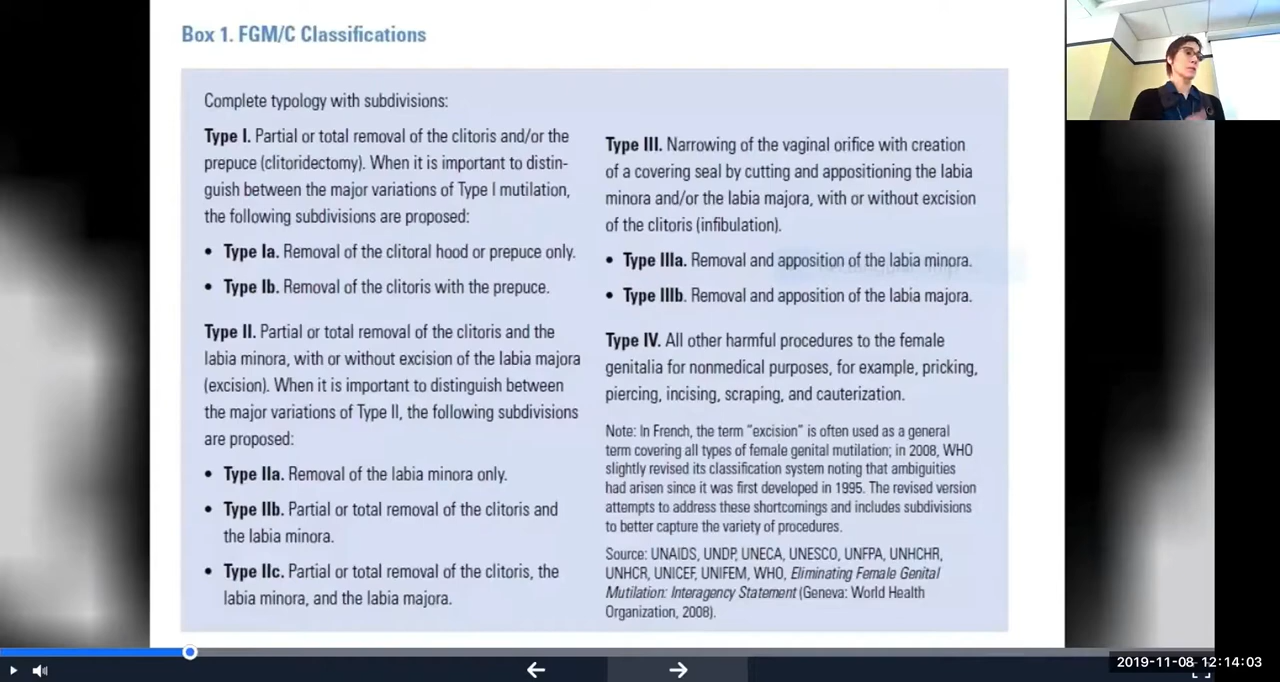 Box 1. FGM/C Classifications
Complete typology with subdivisions:
Type I. Partial or total removal of the clitoris and/or the
prepuce (clitoridectomy). When it is important to distin-
guish between the major variations of Type I mutilation,
the following subdivisions are proposed:
• Type Ia. Removal of the clitoral hood or prepuce only.
• Type Ib. Removal of the clitoris with the prepuce.
Type II. Partial or total removal of the clitoris and the
labia minora, with or without excision of the labia majora
(excision). When it is important to distinguish between
the major variations of Type II, the following subdivisions
are proposed:
• Type IIa. Removal of the labia minora only.
• Type IIb. Partial or total removal of the clitoris and
the labia minora.
• Type IIc. Partial or total removal of the clitoris, the
labia minora, and the labia majora.
Type III. Narrowing of the vaginal orifice with creation
of a covering seal by cutting and appositioning the labia
minora and/or the labia majora, with or without excision
of the clitoris (infibulation).
• Type IIIa. Removal and apposition of the labia minora.
• Type IIIb. Removal and apposition of the labia majora.
Type IV. All other harmful procedures to the female
genitalia for nonmedical purposes, for example, pricking,
piercing, incising, scraping, and cauterization.
Note: In French, the term "excision" is often used as a general
term covering all types of female genital mutilation; in 2008, WHO
slightly revised its classification system noting that ambiguities
had arisen since it was first developed in 1995. The revised version
attempts to address these shortcomings and includes subdivisions
to better capture the variety of procedures.
Source: UNAIDS, UNDP, UNECA, UNESCO, UNFPA, UNHCHR,
UNHCR, UNICEF, UNIFEM, WHO, Eliminating Female Genital
Mutilation: Interagency Statement (Geneva: World Health
Organization, 2008).
2019-11-08 12:14:03